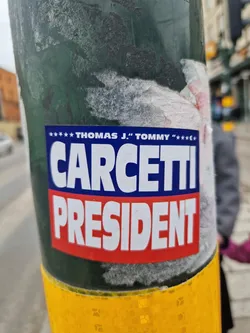 THOMAS J. "TOMMY"
CARCETTI
PRESIDENT